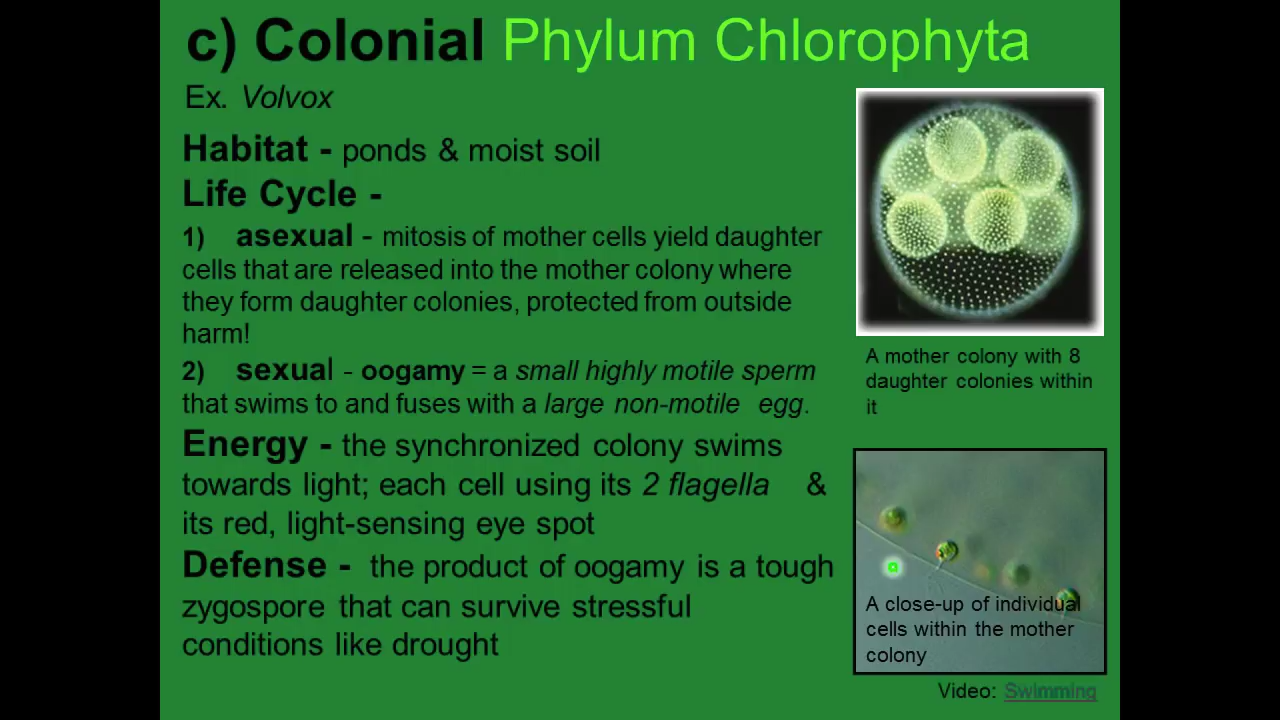 c) Colonial Phylum Chlorophyta
Ex. Volvox
Habitat - ponds & moist soil
Life Cycle -
1) asexual - mitosis of mother cells yield daughter
cells that are released into the mother colony where
they form daughter colonies, protected from outside
harm!
2) sexual - oogamy = a small highly motile sperm
that swims to and fuses with a large non-motile egg.
Energy - the synchronized colony swims
towards light; each cell using its 2 flagella &
its red, light-sensing eye spot
Defense - the product of oogamy is a tough
zygospore that can survive stressful
conditions like drought
A mother colony with 8
daughter colonies within
it
A close-up of individual
cells within the mother
colony
Video: Swimming